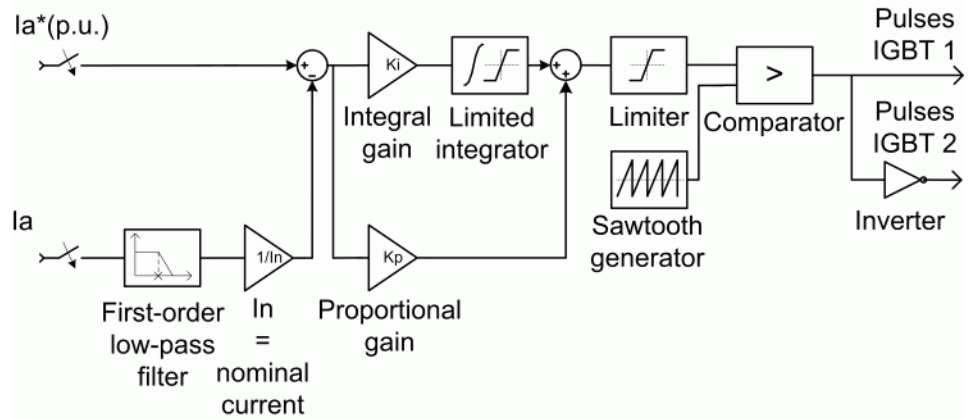 Ia*(p.u.)
Ki
Integral
gain
Limited
integrator
Limiter
>
Comparator
Pulses
IGBT 1
Pulses
IGBT 2
Inverter
Sawtooth
generator
Ia
First-order
low-pass
filter
1/In
In
=
nominal
current
Kp
Proportional
gain